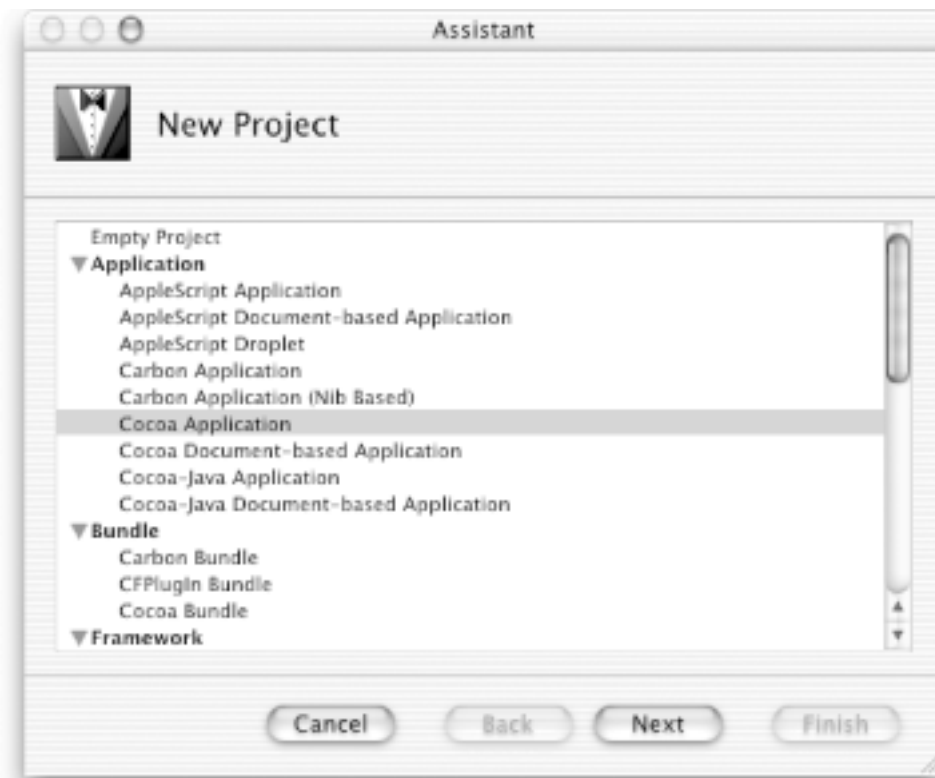 Assistant
New Project
Empty Project
Application
AppleScript Application
AppleScript Document-based Application
AppleScript Droplet
Carbon Application
Carbon Application (Nib Based)
Cocoa Application
Cocoa Document-based Application
Cocoa-Java Application
Cocoa-Java Document-based Application
Bundle
Carbon Bundle
CFPlugIn Bundle
Cocoa Bundle
Framework
Cancel Back Next Finish